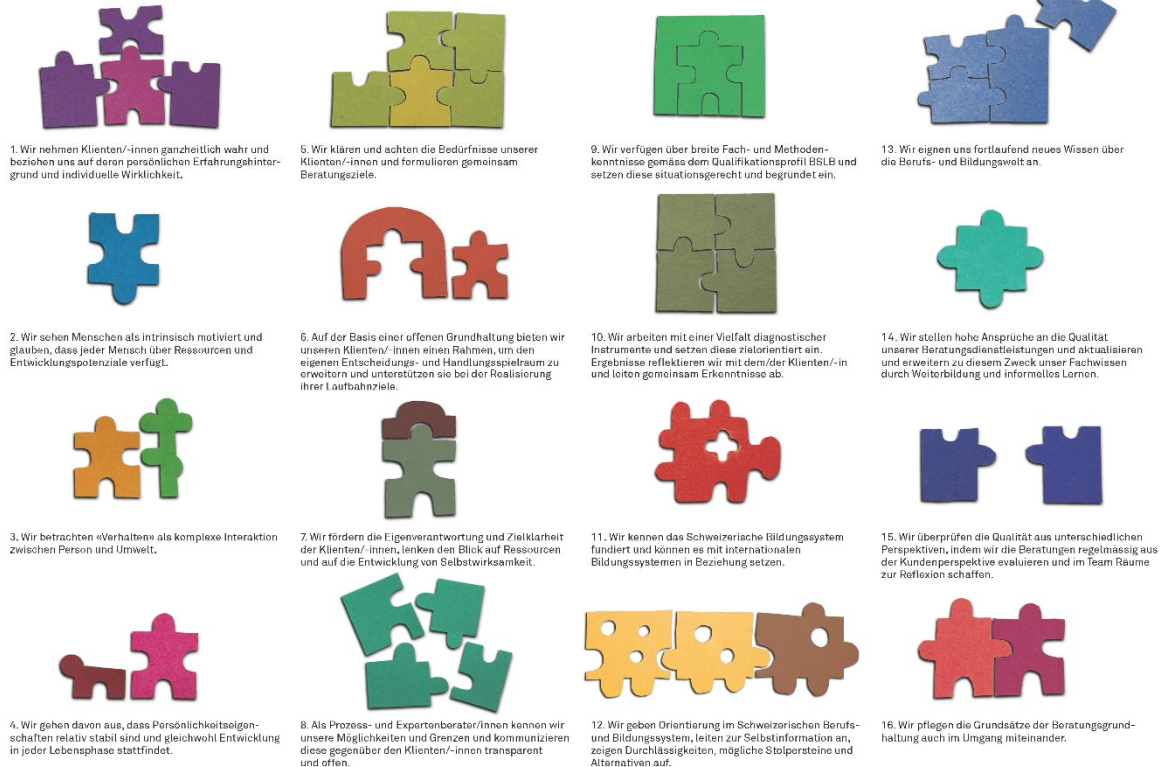 1. Wir nehmen Klienten/-innen ganzheitlich wahr und
beziehen uns auf deren persönlichen Erfahrungshinter-
grund und individuelle Wirklichkeit.
2. Wir sehen Menschen als intrinsisch motiviert und
glauben, dass jeder Mensch über Ressourcen und
Entwicklungspotenziale verfügt.
3. Wir betrachten «Verhalten» als komplexe Interaktion
zwischen Person und Umwelt.
4. Wir gehen davon aus, dass Persönlichkeitseigen-
schaften relativ stabil sind und gleichwohl Entwicklung
in jeder Lebensphase stattfindet.
5. Wir klären und achten die Bedürfnisse unserer
Klienten/-innen und formulieren gemeinsam
Beratungsziele.
6. Auf der Basis einer offenen Grundhaltung bieten wir
unseren Klienten/-innen einen Rahmen, um den
eigenen Entscheidungs- und Handlungsspielraum zu
erweitern und unterstützen sie bei der Realisierung
ihrer Laufbahnziele.
7. Wir fördern die Eigenverantwortung und Zielklarheit
der Klienten/-innen, lenken den Blick auf Ressourcen
und auf die Entwicklung von Selbstwirksamkeit.
8. Als Prozess- und Expertenberater/innen kennen wir
unsere Möglichkeiten und Grenzen und kommunizieren
diese gegenüber den Klienten/-innen transparent
und offen.
9. Wir verfügen über breite Fach- und Methoden-
kenntnisse gemäss dem Qualifikationsprofil BSLB und
setzen diese situationsgerecht und begründet ein.
10. Wir arbeiten mit einer Vielfalt diagnostischer
Instrumente und setzen diese zielorientiert ein.
Ergebnisse reflektieren wir mit dem/der Klienten/-in
und leiten gemeinsam Erkenntnisse ab.
11. Wir kennen das Schweizerische Bildungssystem
fundiert und können es mit internationalen
Bildungssystemen in Beziehung setzen.
12. Wir geben Orientierung im Schweizerischen Berufs-
und Bildungssystem, leiten zur Selbstinformation an,
zeigen Durchlässigkeiten, mögliche Stolpersteine und
Alternativen auf.
13. Wir eignen uns fortlaufend neues Wissen über
die Berufs- und Bildungswelt an.
14. Wir stellen hohe Ansprüche an die Qualität
unserer Beratungsdienstleistungen und aktualisieren
und erweitern zu diesem Zweck unser Fachwissen
durch Weiterbildung und informelles Lernen.
15. Wir überprüfen die Qualität aus unterschiedlichen
Perspektiven, indem wir die Beratungen regelmässig aus
der Kundenperspektive evaluieren und im Team Räume
zur Reflexion schaffen.
16. Wir pflegen die Grundsätze der Beratungsgrund-
haltung auch im Umgang miteinander.